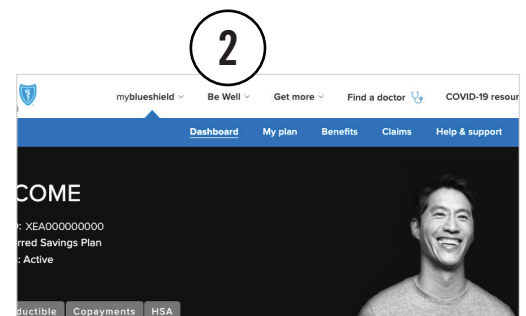 2
myblueshield Be Well Get more Find a doctor COVID-19 resour
Dashboard My plan Benefits Claims Help & support
COME
: XEA000000000
rred Savings Plan
: Active
ductible Copayments HSA